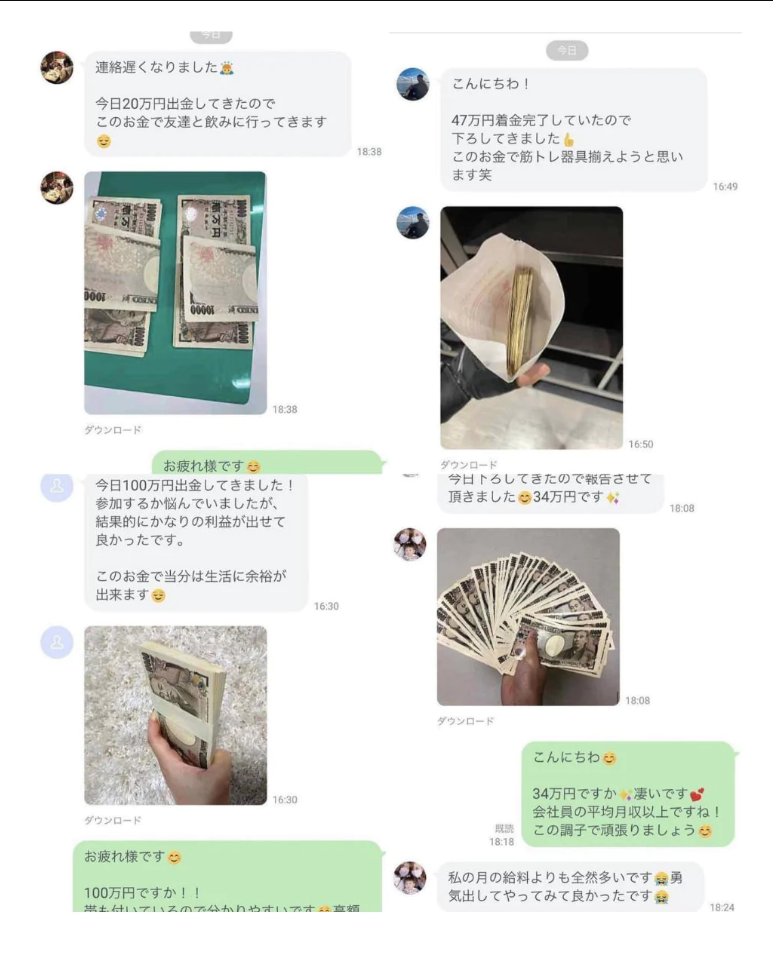 今日
連絡遅くなりました🙇
今日20万円出金してきたので
このお金で友達と飲みに行ってきます
😏
18:38
18:38
ダウンロード
お疲れ様です😊
今日100万円出金してきました！
参加するか悩んでいましたが、
結果的にかなりの利益が出せて
良かったです。
このお金で当分は生活に余裕が
出来ます😏
16:30
16:30
ダウンロード
お疲れ様です😊
100万円ですか！！
帯も付いているので分かりやすいです😊高額
今日
こんにちわ！
47万円着金完了していたので
下ろしてきました👍
このお金で筋トレ器具揃えようと思い
ます笑
16:49
16:50
ダウンロード
今日下ろしてきたので報告させて
頂きました😊34万円です✨
18:08
18:08
ダウンロード
こんにちわ😊
34万円ですか✨凄いです💕
会社員の平均月収以上ですね！
この調子で頑張りましょう😊
既読
18:18
私の月の給料よりも全然多いです😭勇
気出してやってみて良かったです😭
18:24